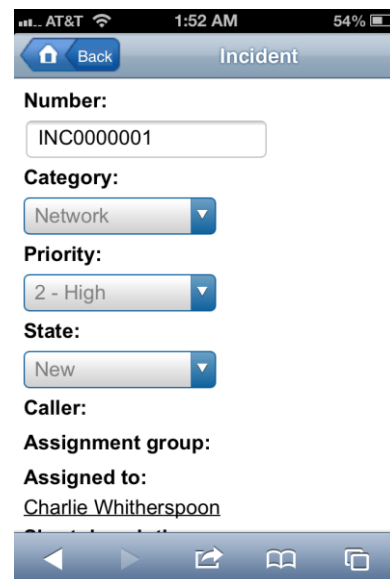 AT&T 1:52 AM 54%
Back Incident
Number:
INC0000001
Category:
Network
Priority:
2 - High
State:
New
Caller:
Assignment group:
Assigned to:
Charlie Whitherspoon